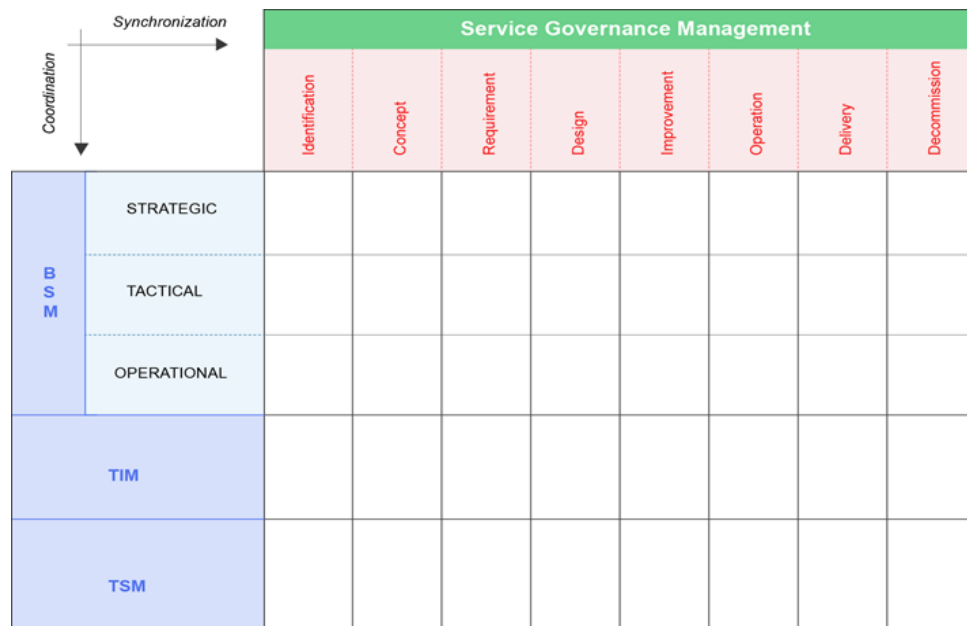 Synchronization
Coordination
Service Governance Management
Identification
Concept
Requirement
Design
Improvement
Operation
Delivery
Decommission
B
S
M
STRATEGIC
TACTICAL
OPERATIONAL
TIM
TSM